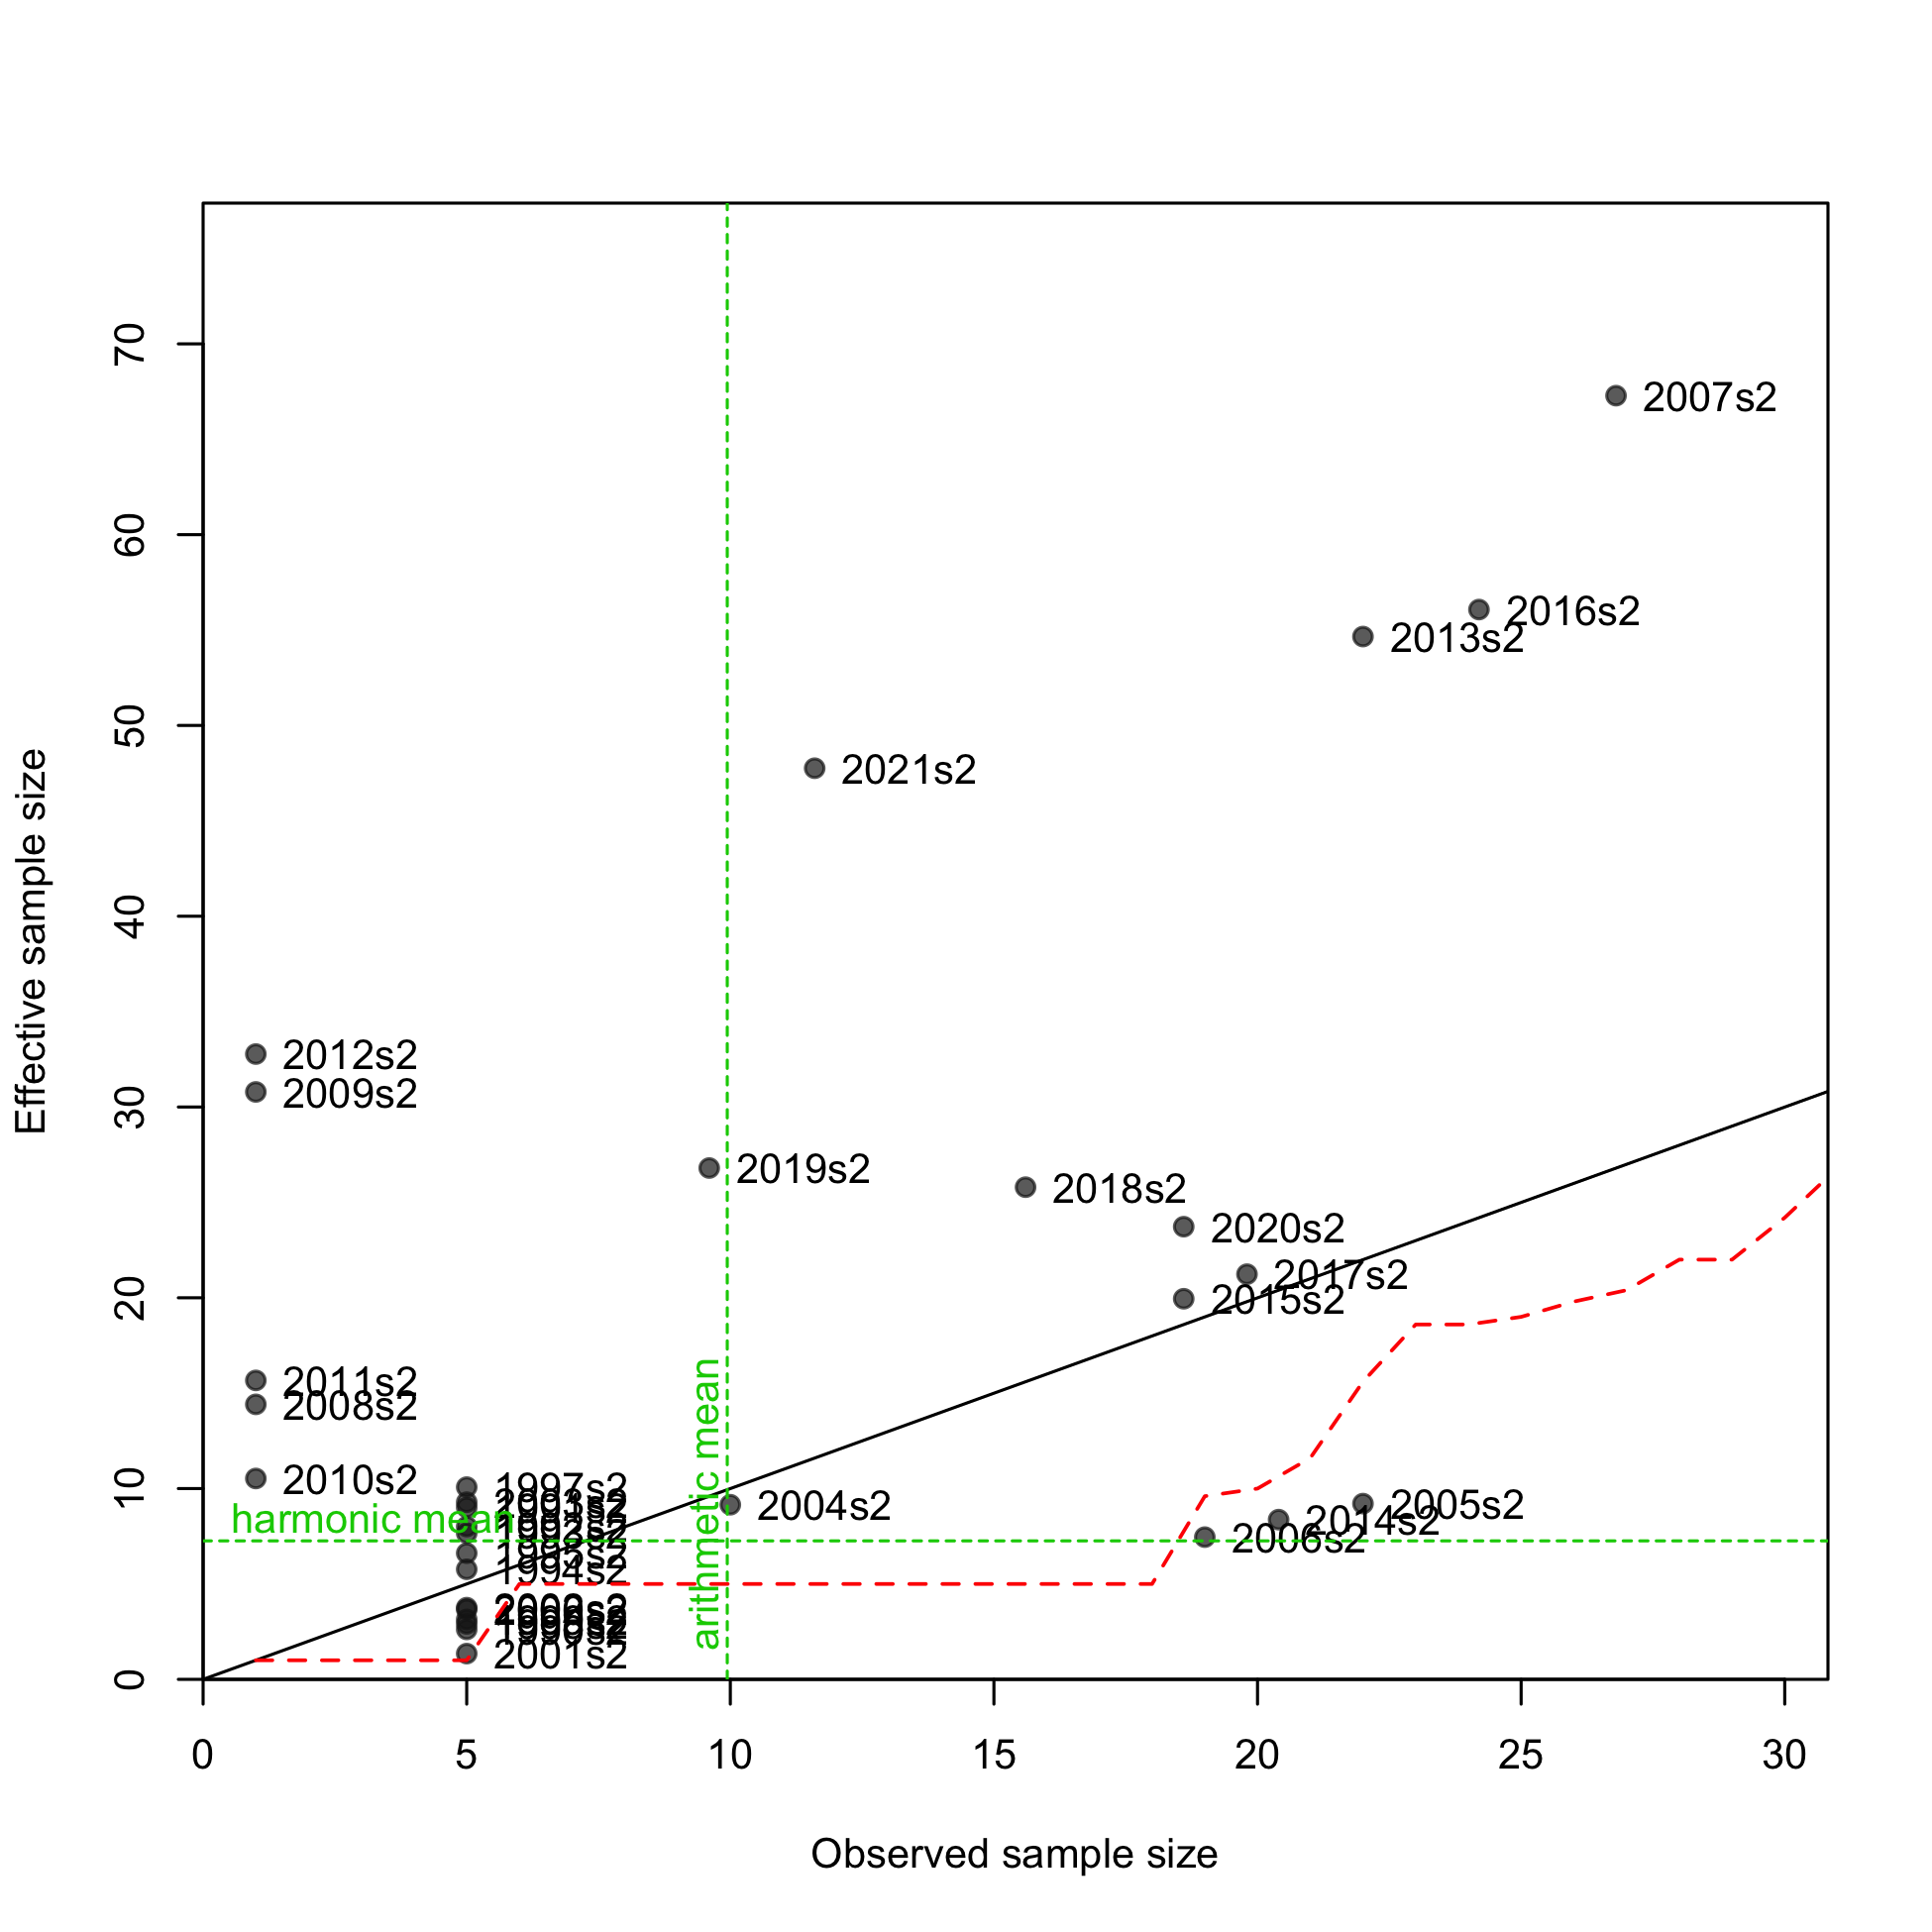 Effective sample size
70
60
50
40
30
20
10
0
2007s2
2016s2
2013s2
2021s2
2012s2
2009s2
2019s2
2018s2
2020s2
2017s2
2015s2
2011s2
2008s2
2010s2
1997s2
2004s2
2005s2
2014s2
2006s2
harmonic mean
arithmetic mean
1994s2
2001s2
0
5
10
15
20
25
30
Observed sample size